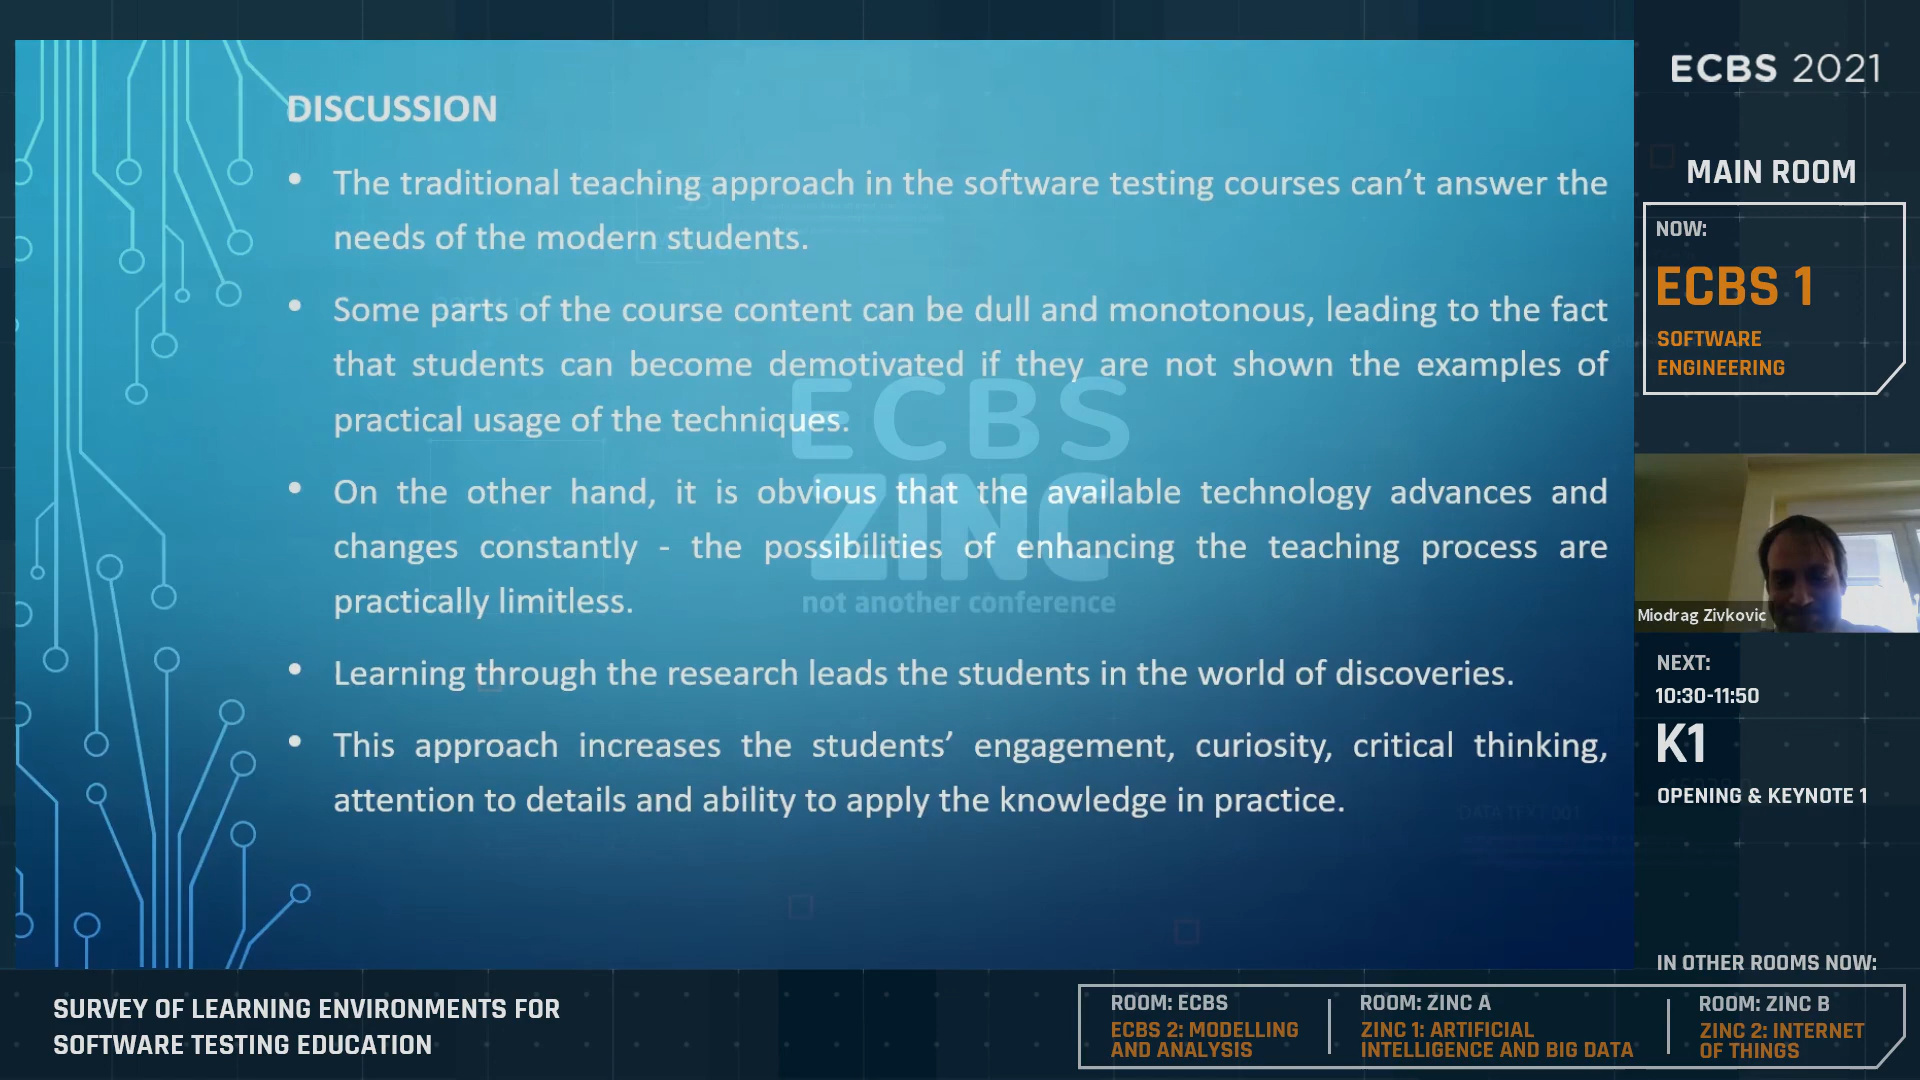 DISCUSSION
• The traditional teaching approach in the software testing courses can’t answer the
needs of the modern students.
• Some parts of the course content can be dull and monotonous, leading to the fact
that students can become demotivated if they are not shown the examples of
practical usage of the techniques.
• On the other hand, it is obvious that the available technology advances and
changes constantly - the possibilities of enhancing the teaching process are
practically limitless.
• Learning through the research leads the students in the world of discoveries.
• This approach increases the students’ engagement, curiosity, critical thinking,
attention to details and ability to apply the knowledge in practice.
ECBS
ZINC
not another conference
ECBS 2021
MAIN ROOM
NOW:
ECBS 1
SOFTWARE
ENGINEERING
Miodrag Zivkovic
NEXT:
10:30-11:50
K1
OPENING & KEYNOTE 1
DATA TEXT 001
IN OTHER ROOMS NOW:
SURVEY OF LEARNING ENVIRONMENTS FOR
SOFTWARE TESTING EDUCATION
ROOM: ECBS
ECBS 2: MODELLING
AND ANALYSIS
ROOM: ZINC A
ZINC 1: ARTIFICIAL
INTELLIGENCE AND BIG DATA
ROOM: ZINC B
ZINC 2: INTERNET
OF THINGS